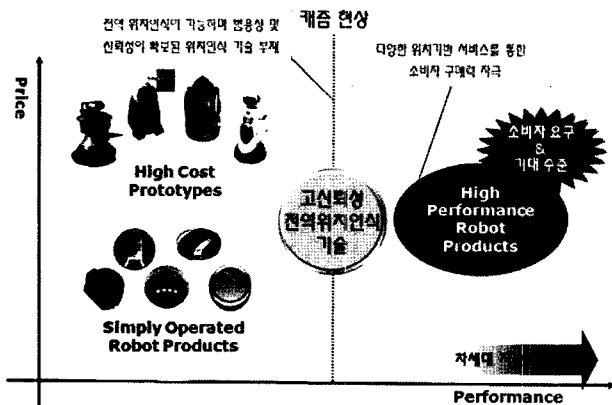 캐즘 현상
전역 위치인식이 가능하며 범용성 및
신뢰성이 확보된 위치인식 기술 부재
다양한 위치기반 서비스를 통한
소비자 구매력 자극
Price
High Cost
Prototypes
소비자 요구
&
기대 수준
고신뢰성
전역위치인식
기술
High
Performance
Robot
Products
Simply Operated
Robot Products
차세대
Performance